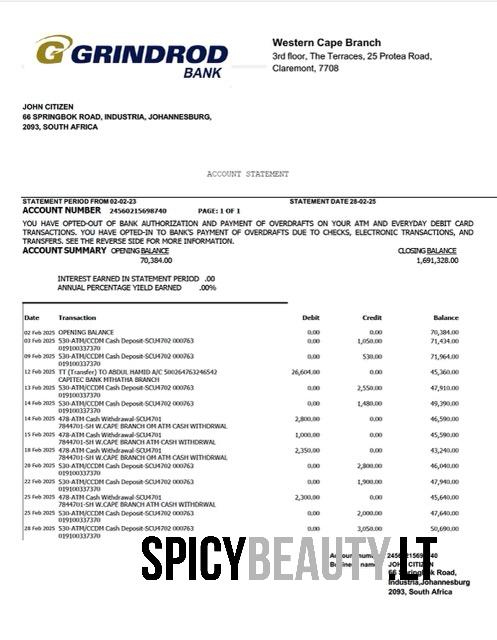 GRINDROD
BANK
Western Cape Branch
3rd floor, The Terraces, 25 Protea Road,
Claremont, 7708
JOHN CITIZEN
66 SPRINGBOK ROAD, INDUSTRIA, JOHANNESBURG,
2093, SOUTH AFRICA
ACCOUNT STATEMENT
STATEMENT PERIOD FROM 02-02-23 STATEMENT DATE 28-02-25
ACCOUNT NUMBER 24560215698740 PAGE: 1 OF 1
YOU HAVE OPTED-OUT OF BANK AUTHORIZATION AND PAYMENT OF OVERDRAFTS ON YOUR ATM AND EVERYDAY DEBIT CARD
TRANSACTIONS. YOU HAVE OPTED-IN TO BANK'S PAYMENT OF OVERDRAFTS DUE TO CHECKS, ELECTRONIC TRANSACTIONS, AND
TRANSFERS. SEE THE REVERSE SIDE FOR MORE INFORMATION.
ACCOUNT SUMMARY OPENING BALANCE CLOSING BALANCE
70,384.00 1,691,328.00
INTEREST EARNED IN STATEMENT PERIOD .00
ANNUAL PERCENTAGE YIELD EARNED .00%
Date Transaction Debit Credit Balance
02 Feb 2025 OPENING BALANCE 0.00 0.00 70,384.00
03 Feb 2025 530-ATM/CCDM Cash Deposit-SCU4702 000763 0.00 1,050.00 71,434.00
019100337370
09 Feb 2025 530-ATM/CCDM Cash Deposit-SCU4702 000763 0.00 530.00 71,964.00
019100337370
12 Feb 2025 TT (Transfer) TO ABDUL HAMID A/C 500264763246542 26,604.00 0.00 45,360.00
CAPITEC BANK MTHATHA BRANCH
13 Feb 2025 530-ATM/CCDM Cash Deposit-SCU4702 000763 0.00 2,550.00 47,910.00
019100337370
14 Feb 2025 530-ATM/CCDM Cash Deposit-SCU4702 000763 0.00 1,480.00 49,390.00
019100337370
14 Feb 2025 478-ATM Cash Withdrawal-SCU4701 2,800.00 0.00 46,590.00
7844701-SH W.CAPE BRANCH OM ATM CASH WITHDRWAL
15 Feb 2025 478-ATM Cash Withdrawal-SCU4701 1,000.00 0.00 45,590.00
7844701-SH W.CAPE BRANCH ATM CASH WITHDRWAL
18 Feb 2025 478-ATM Cash Withdrawal-SCU4701 2,350.00 0.00 43,240.00
7844701-SH W.CAPE BRANCH OM ATM CASH WITHDRWAL
20 Feb 2025 530-ATM/CCDM Cash Deposit-SCU4702 000763 0.00 2,800.00 46,040.00
019100337370
22 Feb 2025 530-ATM/CCDM Cash Deposit-SCU4702 000763 0.00 1,900.00 47,940.00
019100337370
25 Feb 2025 478-ATM Cash Withdrawal-SCU4701 2,300.00 0.00 45,640.00
7844701-SH W.CAPE BRANCH ATM CASH WITHDRWAL
25 Feb 2025 530-ATM/CCDM Cash Deposit-SCU4702 000763 0.00 2,000.00 47,640.00
019100337370
28 Feb 2025 530-ATM/CCDM Cash Deposit-SCU4702 000763 0.00 3,050.00 50,690.00
019100337370
SPICYBEAUTY.LT
JOHN CITIZEN
Road,
Industria,Johannesburg
2093, South Africa